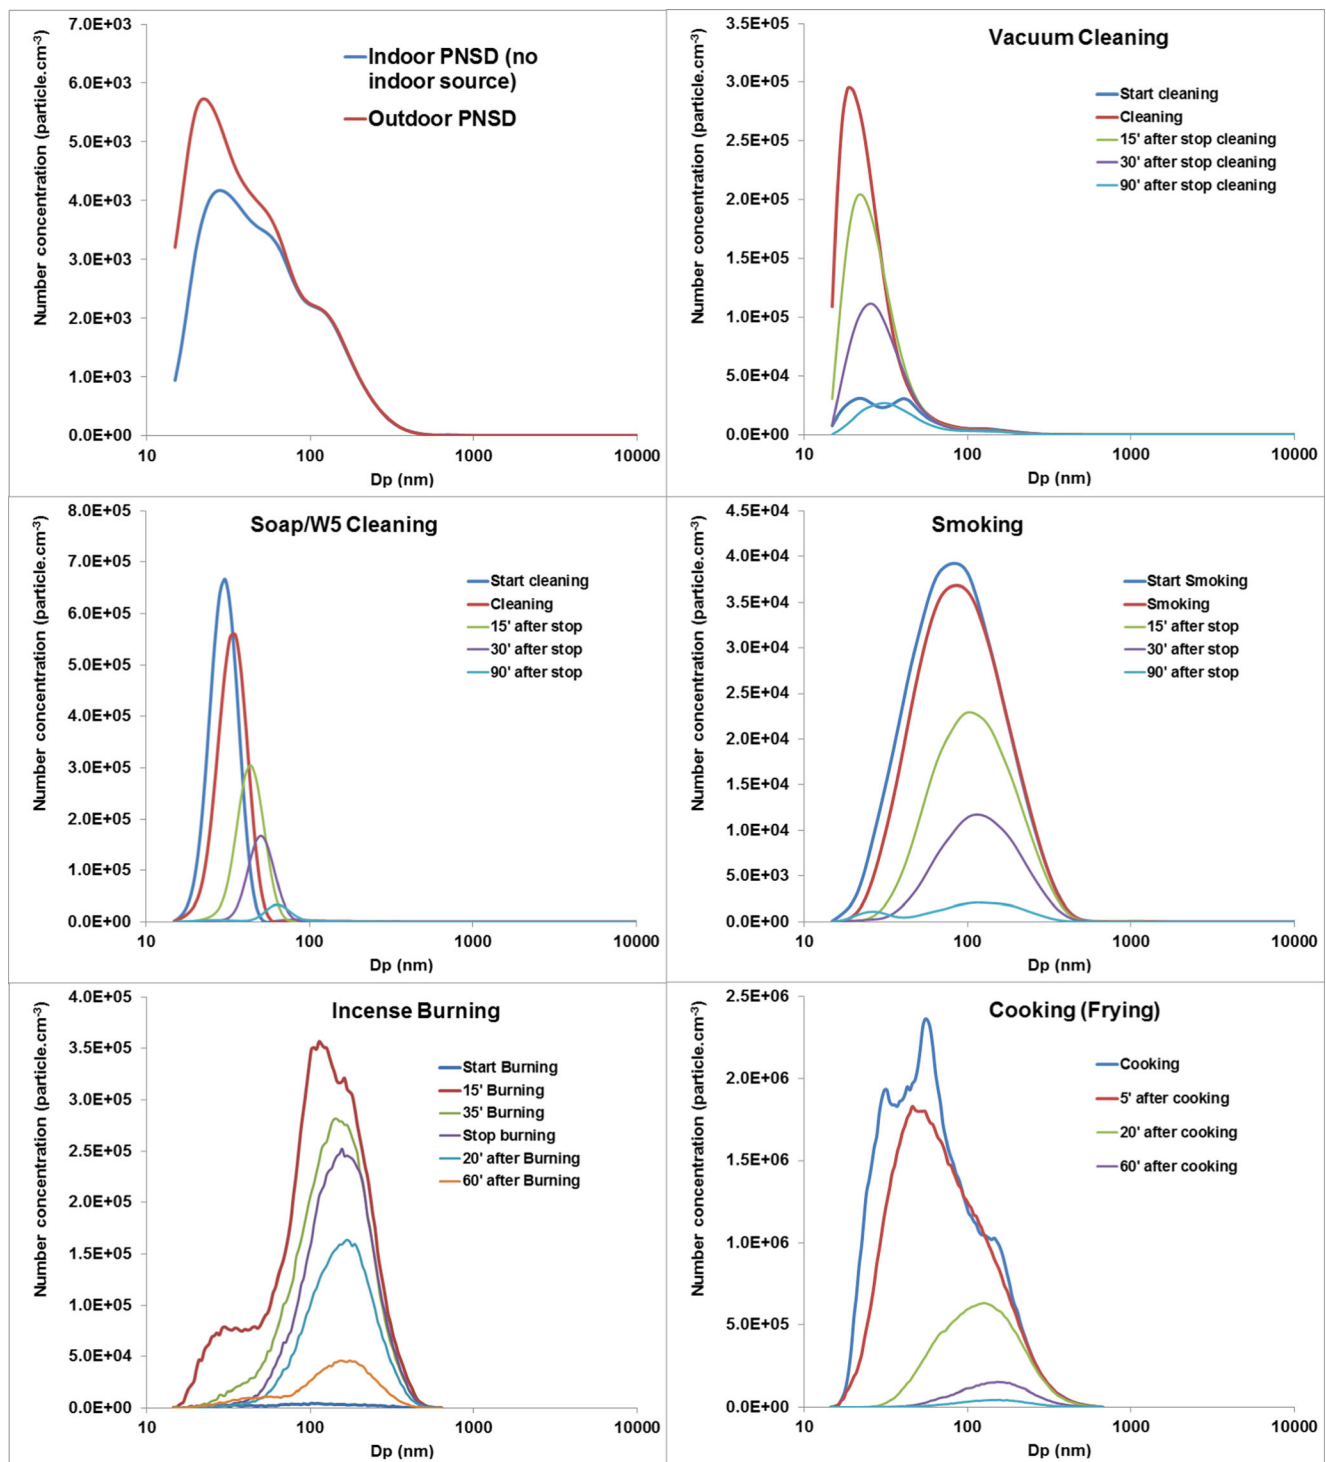 Number concentration (particle.cm-3)
7.0E+03
6.0E+03
5.0E+03
4.0E+03
3.0E+03
2.0E+03
1.0E+03
0.0E+00
Indoor PNSD (no
indoor source)
Outdoor PNSD
10
100
1000
10000
Dp (nm)
Number concentration (particle.cm-3)
3.5E+05
3.0E+05
2.5E+05
2.0E+05
1.5E+05
1.0E+05
5.0E+04
0.0E+00
Vacuum Cleaning
Start cleaning
Cleaning
15' after stop cleaning
30' after stop cleaning
90' after stop cleaning
10
100
1000
10000
Dp (nm)
Number concentration (particle.cm-3)
8.0E+05
7.0E+05
6.0E+05
5.0E+05
4.0E+05
3.0E+05
2.0E+05
1.0E+05
0.0E+00
Soap/W5 Cleaning
Start cleaning
Cleaning
15' after stop
30' after stop
90' after stop
10
100
1000
10000
Dp (nm)
Number concentration (particle.cm-3)
4.5E+04
4.0E+04
3.5E+04
3.0E+04
2.5E+04
2.0E+04
1.5E+04
1.0E+04
5.0E+03
0.0E+00
Smoking
Start Smoking
Smoking
15' after stop
30' after stop
90' after stop
10
100
1000
10000
Dp (nm)
Number concentration (particle.cm-3)
4.0E+05
3.5E+05
3.0E+05
2.5E+05
2.0E+05
1.5E+05
1.0E+05
5.0E+04
0.0E+00
Incense Burning
Start Burning
15' Burning
35' Burning
Stop burning
20' after Burning
60' after Burning
10
100
1000
10000
Dp (nm)
Number concentration (particle.cm-3)
2.5E+06
2.0E+06
1.5E+06
1.0E+06
5.0E+05
0.0E+00
Cooking (Frying)
Cooking
5' after cooking
20' after cooking
60' after cooking
10
100
1000
10000
Dp (nm)